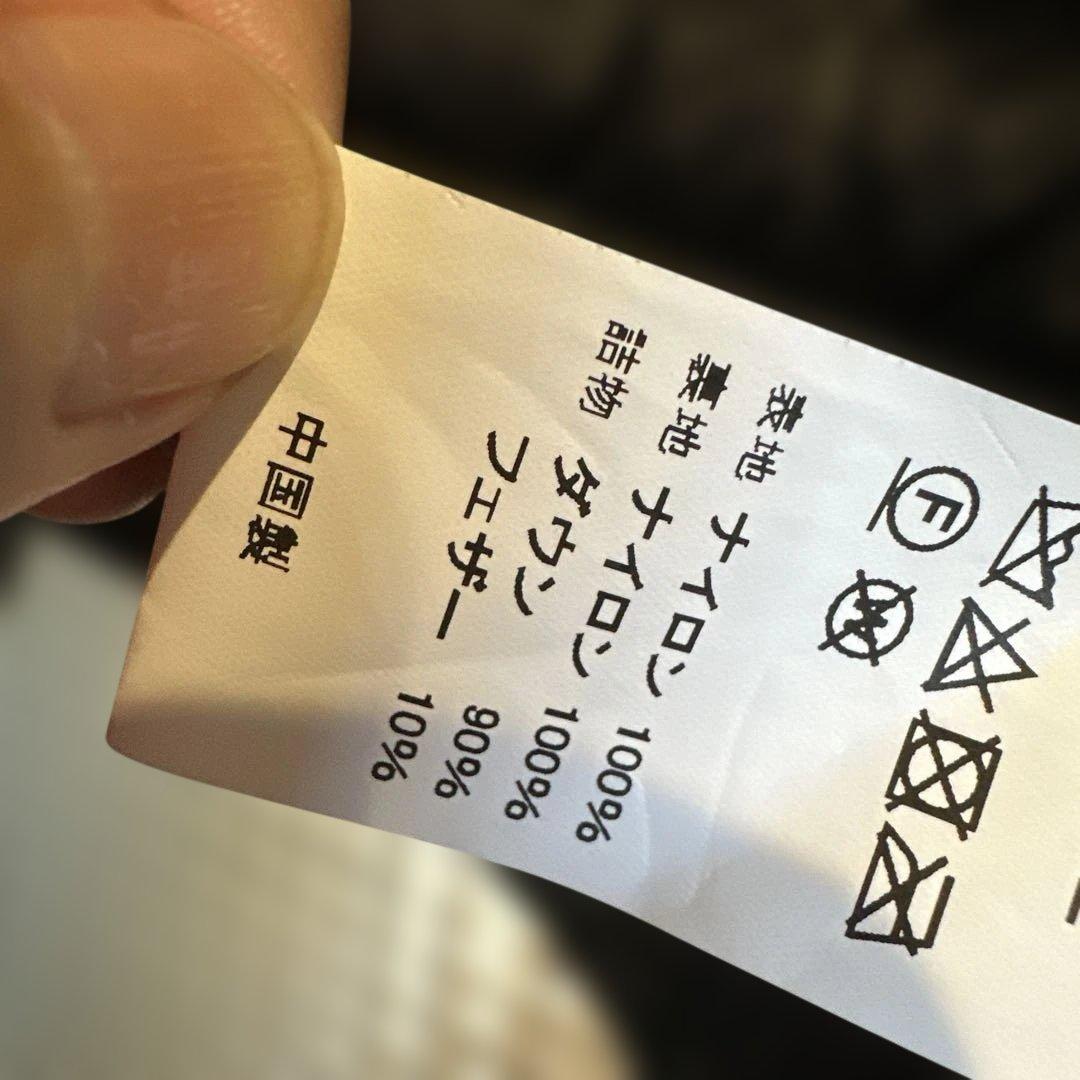 F
W
表地 ナイロン 100%
裏地 ナイロン 100%
詰物 ダウン 90%
フェザー 10%
中国製